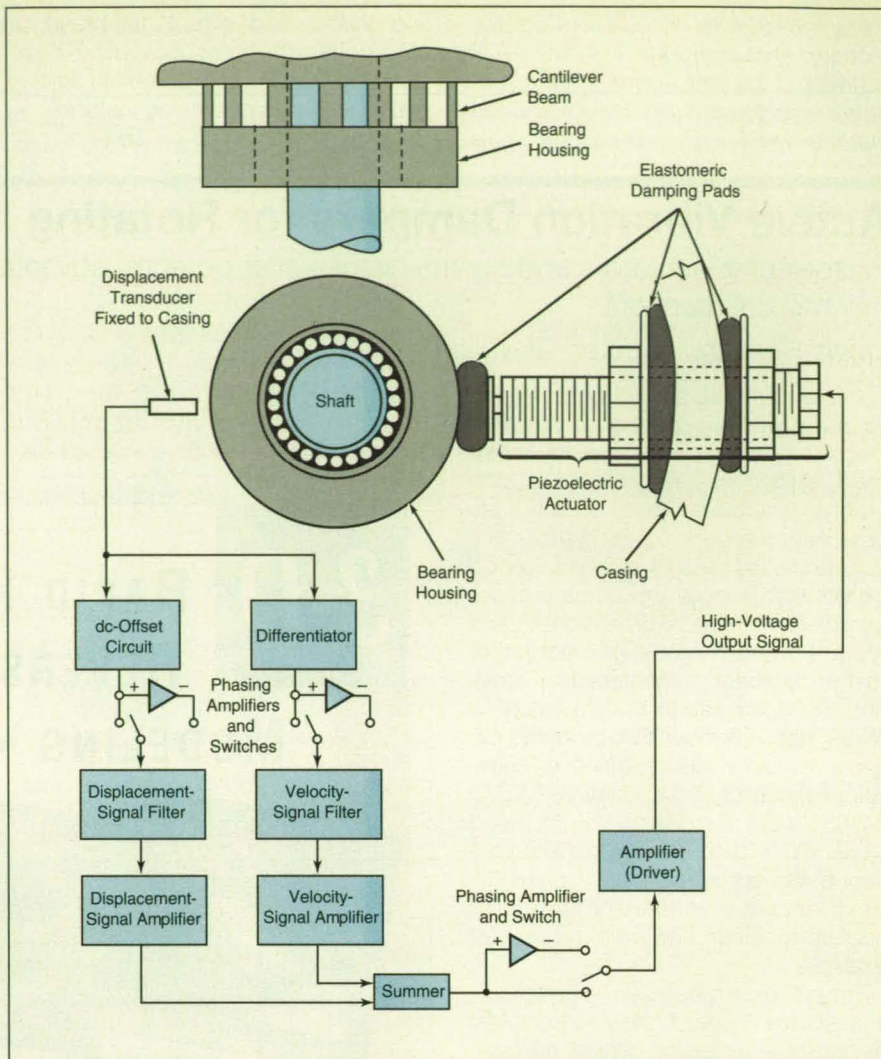 Cantilever
Beam
Bearing
Housing
Elastomeric
Damping Pads
Displacement
Transducer
Fixed to Casing
Shaft
Piezoelectric
Actuator
Bearing
Housing
Casing
High-Voltage
Output Signal
dc-Offset
Circuit
Differentiator
+ −
Phasing
Amplifiers
and
Switches
+ −
Displacement-
Signal Filter
Velocity-
Signal Filter
Displacement-
Signal Amplifier
Velocity-
Signal Amplifier
Amplifier
(Driver)
Phasing Amplifier
and Switch
+ −
Summer